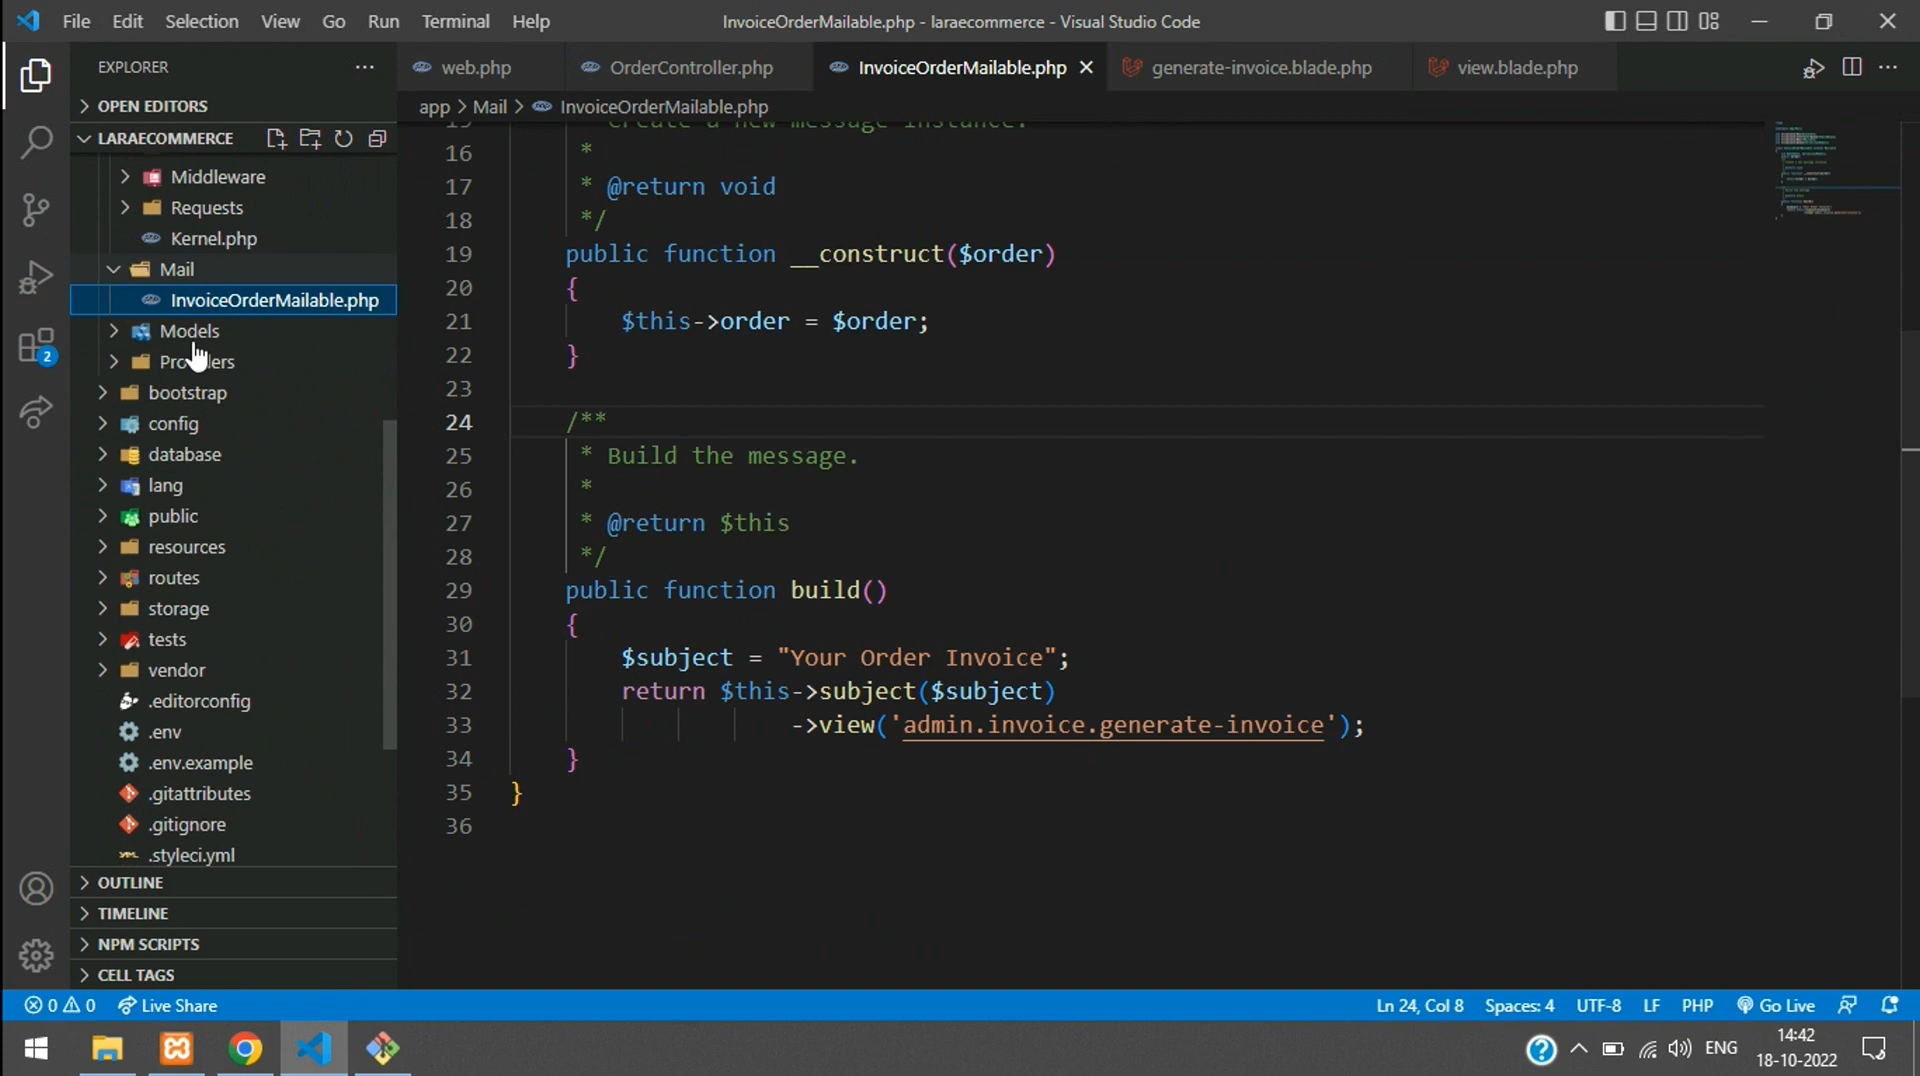 File Edit Selection View Go Run Terminal Help
InvoiceOrderMailable.php - laraecommerce - Visual Studio Code
EXPLORER
OPEN EDITORS
LARAECOMMERCE
Middleware
Requests
Kernel.php
Mail
InvoiceOrderMailable.php
Models
bootstrap
config
database
lang
public
resources
routes
storage
tests
vendor
.editorconfig
.env
.env.example
.gitattributes
.gitignore
.styleci.yml
OUTLINE
TIMELINE
NPM SCRIPTS
CELL TAGS
2
web.php OrderController.php InvoiceOrderMailable.php generate-invoice.blade.php view.blade.php
app > Mail > InvoiceOrderMailable.php
Create a new message instance.
16 *
17 * @return void
18 */
19 public function __construct($order)
20 {
21 $this->order = $order;
22 }
23
24 /**
25 * Build the message.
26 *
27 * @return $this
28 */
29 public function build()
30 {
31 $subject = "Your Order Invoice";
32 return $this->subject($subject)
33 ->view('admin.invoice.generate-invoice');
34 }
35 }
36
0 0 Live Share
Ln 24, Col 8 Spaces: 4 UTF-8 LF PHP Go Live
ENG
14:42
18-10-2022